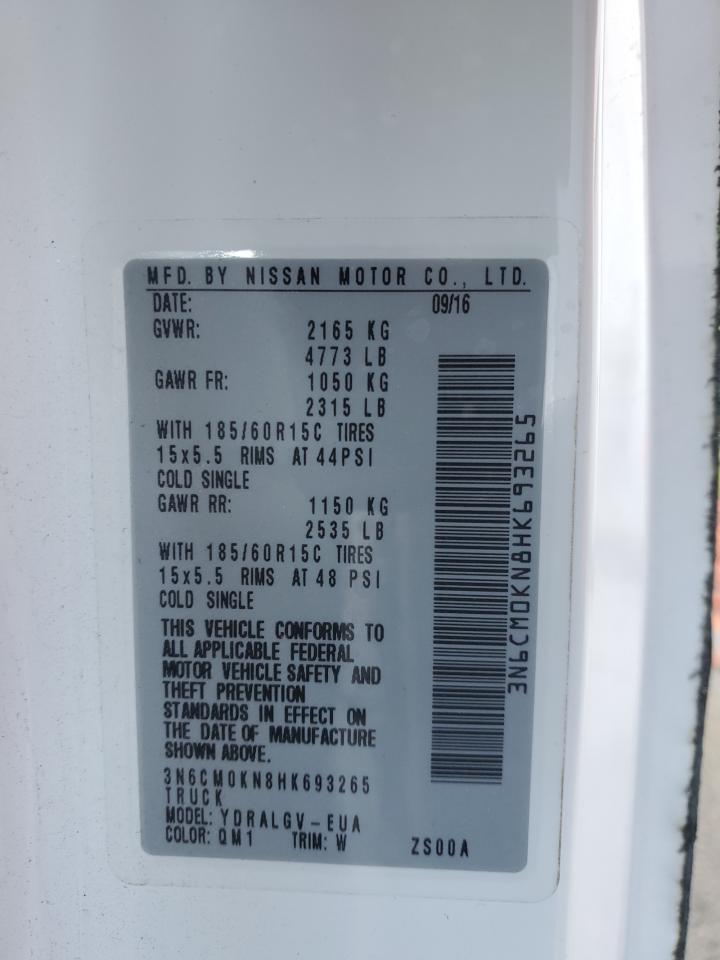 MFD. BY NISSAN MOTOR CO., LTD.
DATE: 09/16
GVWR: 2165 KG
4773 LB
GAWR FR: 1050 KG
2315 LB
WITH 185/60R15C TIRES
15x5.5 RIMS AT 44PSI
COLD SINGLE
GAWR RR: 1150 KG
2535 LB
WITH 185/60R15C TIRES
15x5.5 RIMS AT 48 PSI
COLD SINGLE
THIS VEHICLE CONFORMS TO
ALL APPLICABLE FEDERAL
MOTOR VEHICLE SAFETY AND
THEFT PREVENTION
STANDARDS IN EFFECT ON
THE DATE OF MANUFACTURE
SHOWN ABOVE.
3N6CM0KN8HK693265
TRUCK
MODEL: YDRALGV-EUA
COLOR: QM1 TRIM: W ZS00A
3N6CM0KN8HK693265